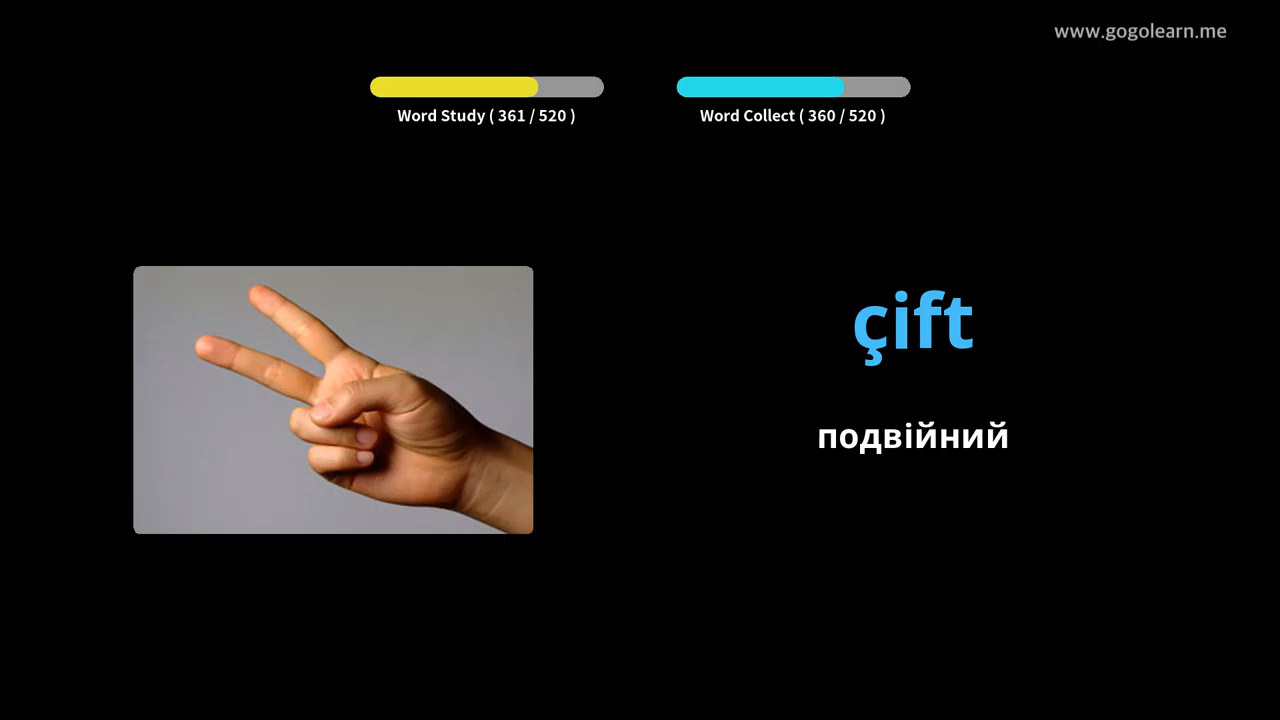 www.gogolearn.me
Word Study ( 361 / 520 )
Word Collect ( 360 / 520 )
çift
подвійний